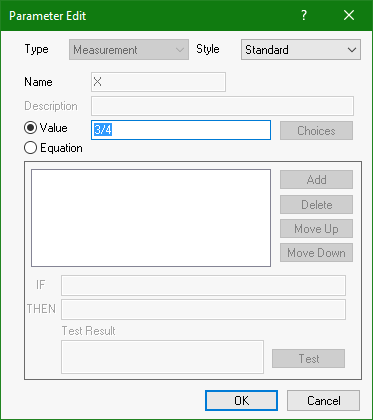 Parameter Edit ?
Type Measurement Style Standard
Name X
Description
Value 3/4 Choices
Equation
Add
Delete
Move Up
Move Down
IF
THEN
Test Result
Test
OK Cancel